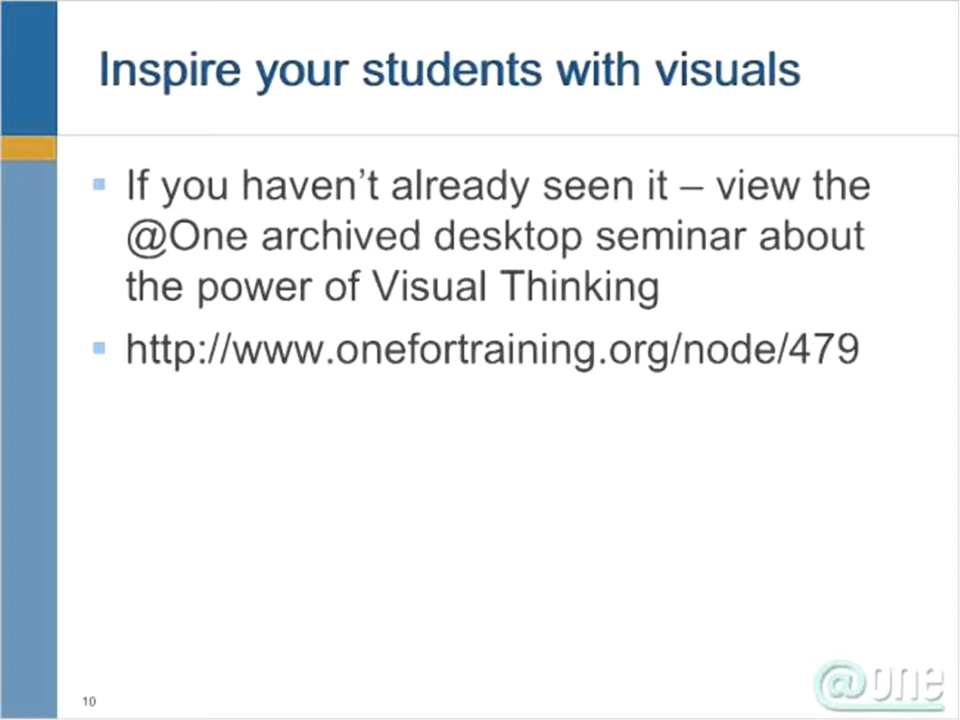 Inspire your students with visuals
If you haven't already seen it – view the
@One archived desktop seminar about
the power of Visual Thinking
http://www.onefortraining.org/node/479
10
@one